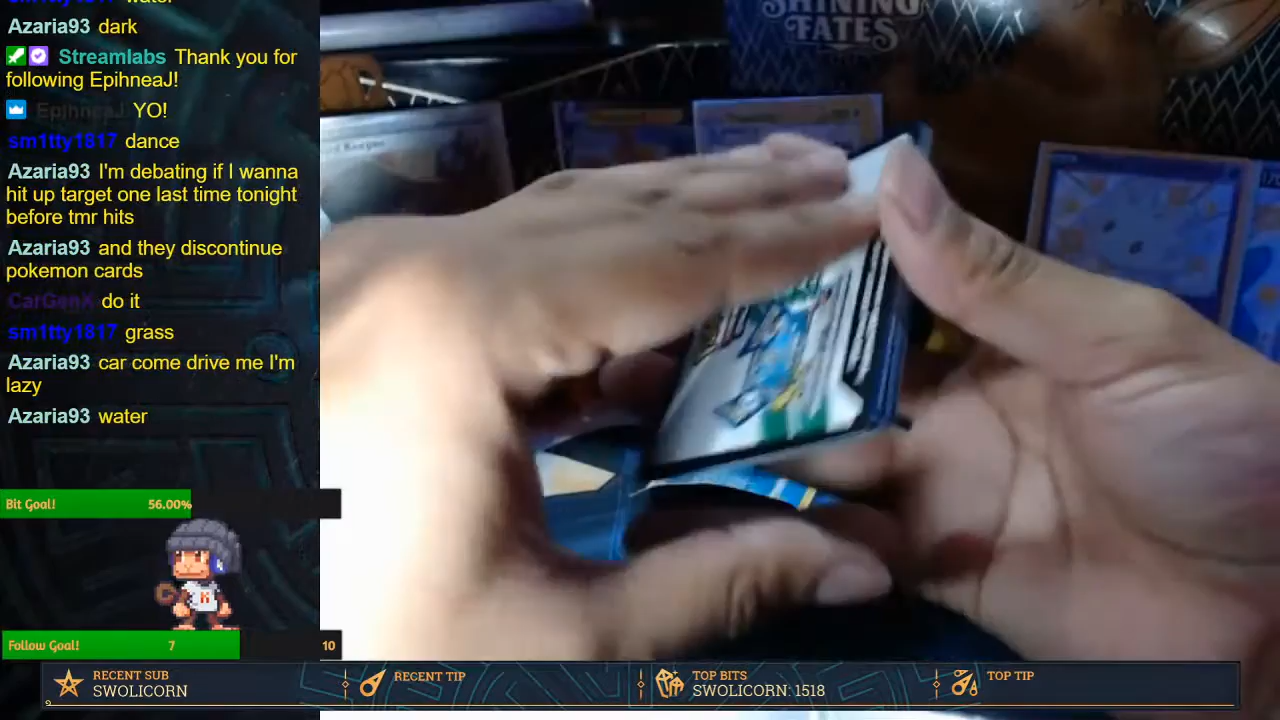 Azaria93 dark
Streamlabs Thank you for
following EpihneaJ!
EpihneaJ YO!
sm1tty1817 dance
Azaria93 I'm debating if I wanna
hit up target one last time tonight
before tmr hits
Azaria93 and they discontinue
pokemon cards
CarGenX do it
sm1tty1817 grass
Azaria93 car come drive me I'm
lazy
Azaria93 water
SHINING
FATES
Bit Goal! 56.00%
Follow Goal! 7 10
RECENT SUB
SWOLICORN
RECENT TIP
TOP BITS
SWOLICORN: 1518
TOP TIP